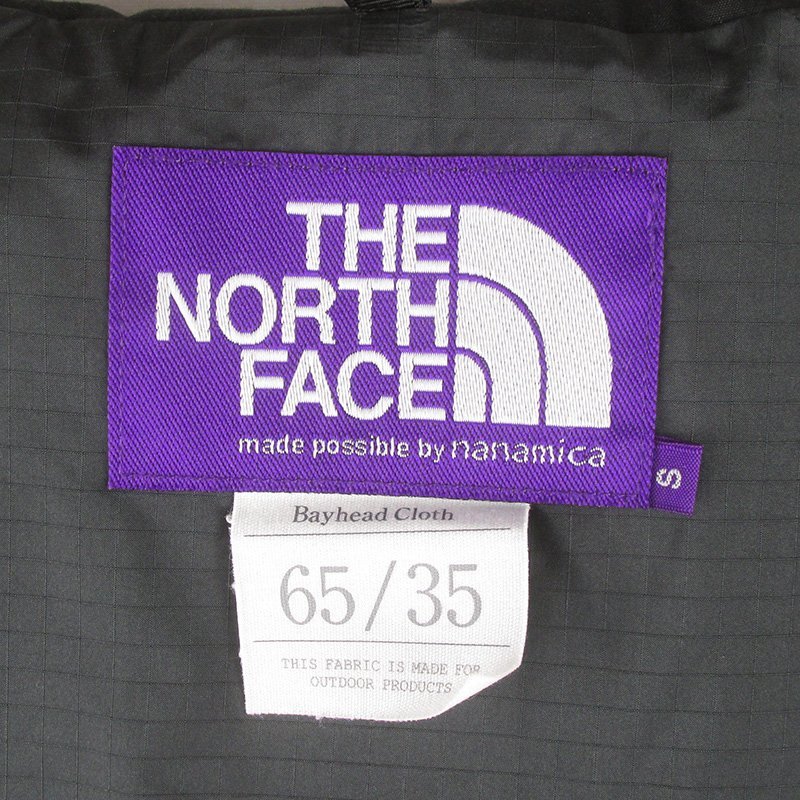 THE
NORTH
FACE
made possible by nanamica
S
Bayhead Cloth
65/35
THIS FABRIC IS MADE FOR
OUTDOOR PRODUCTS